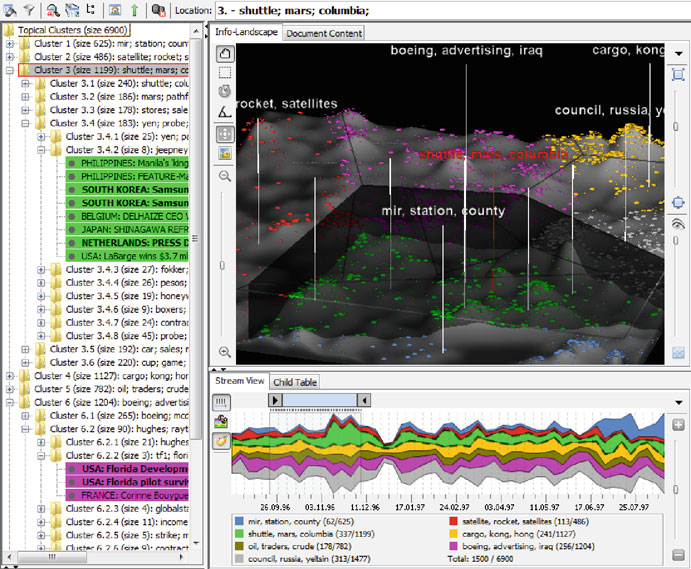 Location: 3. - shuttle; mars; columbia;
Topical Clusters (size 6900)
Cluster 1 (size 625): mir; station; count
Cluster 2 (size 486): satellite; rocket; s
Cluster 3 (size 1199): shuttle; mars; co
Cluster 3.1 (size 240): shuttle; colu
Cluster 3.2 (size 186): mars; pathf
Cluster 3.3 (size 178): stores; sale
Cluster 3.4 (size 183): yen; probe;
Cluster 3.4.1 (size 25): yen; pa
Cluster 3.4.2 (size 8): jeepney
PHILIPPINES: Manila's 'king
PHILIPPINES: FEATURE-Ma
SOUTH KOREA: Samsun
SOUTH KOREA: Samsun
BELGIUM: DELHAIZE CEO V
JAPAN: SHINAGAWA REFR
NETHERLANDS: PRESS D
USA: LaBarge wins $3.7 mi
Cluster 3.4.3 (size 27): fokker;
Cluster 3.4.4 (size 26): pesos;
Cluster 3.4.5 (size 19): honeyw
Cluster 3.4.6 (size 9): boxers;
Cluster 3.4.7 (size 24): contrac
Cluster 3.4.8 (size 45): probe;
Cluster 3.5 (size 192): car; sales; r
Cluster 3.6 (size 220): cup; game;
Cluster 4 (size 1127): cargo; kong; hor
Cluster 5 (size 782): oil; traders; crude
Cluster 6 (size 1204): boeing; advertis
Cluster 6.1 (size 265): boeing; mcc
Cluster 6.2 (size 90): hughes; rayt
Cluster 6.2.1 (size 21): hughes
Cluster 6.2.2 (size 3): tf1; flori
USA: Florida Developm
USA: Florida pilot surviv
FRANCE: Corinne Bouygue
Cluster 6.2.3 (size 4): globalsta
Cluster 6.2.4 (size 11): income
Cluster 6.2.5 (size 5): strike; m
Cluster 6.2.6 (size 9): contract
Info-Landscape
Document Content
boeing, advertising, iraq
cargo, kong
rocket, satellites
council, russia, ye
shuttle, mars, columbia
mir, station, county
Stream View
Child Table
26.09.96 03.11.96 11.12.96 17.01.97 24.02.97 03.04.97 11.05.97 17.06.97 25.07.97
mir, station, county (62/625)
satellite, rocket, satellites (113/486)
shuttle, mars, columbia (337/1199)
cargo, kong, hong (241/1127)
oil, traders, crude (178/782)
boeing, advertising, iraq (256/1204)
council, russia, yeltsin (313/1477)
Total: 1500 / 6900